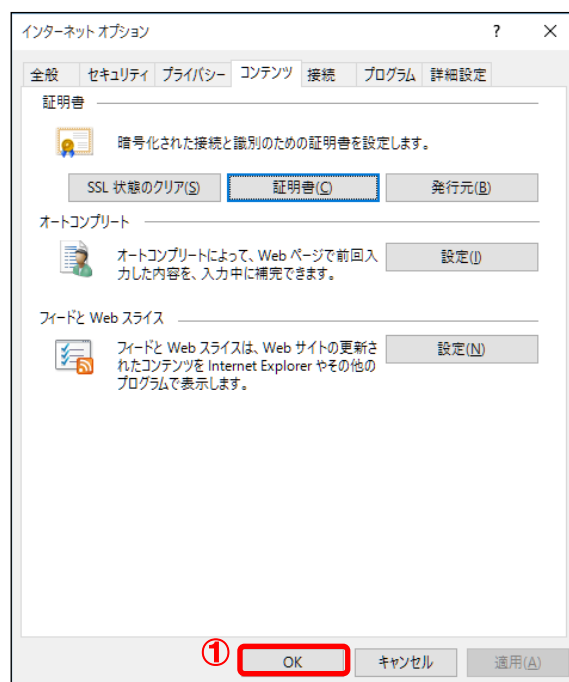 インターネット オプション ? ×
全般 セキュリティ プライバシー コンテンツ 接続 プログラム 詳細設定
証明書
暗号化された接続と識別のための証明書を設定します。
SSL 状態のクリア(S) 証明書(C) 発行元(B)
オートコンプリート
オートコンプリートによって、Web ページで前回入
力した内容を、入力中に補完できます。
設定(I)
フィードと Web スライス
フィードと Web スライスは、Web サイトの更新さ
れたコンテンツを Internet Explorer やその他の
プログラムで表示します。
設定(N)
① OK キャンセル 適用(A)